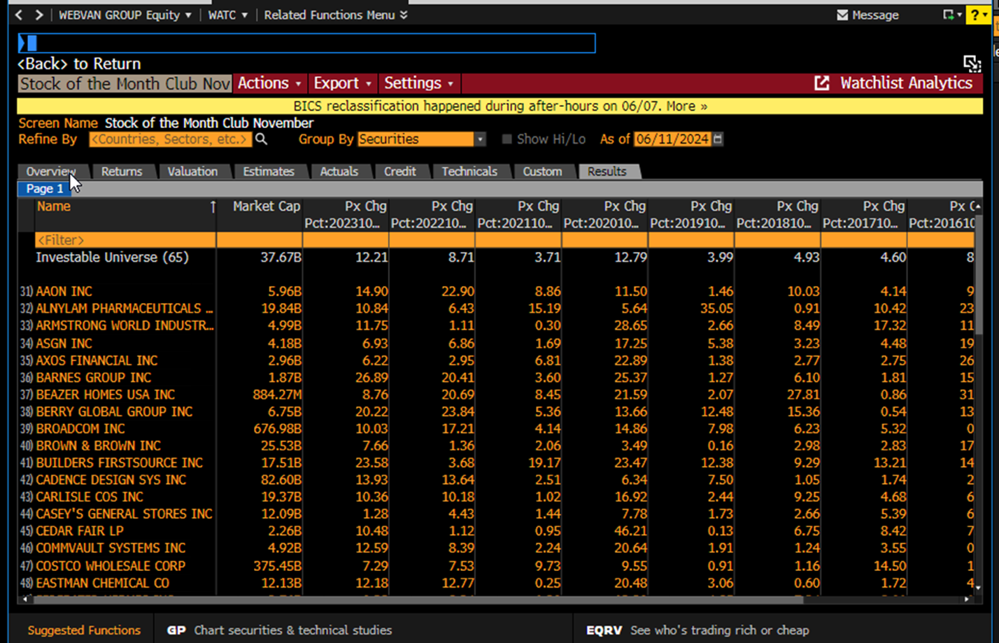 < > WEBVAN GROUP Equity ▾ WATC ▾ Related Functions Menu Message ?
<Back> to Return
Stock of the Month Club Nov Actions Export Settings Watchlist Analytics
BICS reclassification happened during after-hours on 06/07. More »
Screen Name Stock of the Month Club November
Refine By <Countries, Sectors, etc.> Group By Securities Show Hi/Lo As of 06/11/2024
Overview Returns Valuation Estimates Actuals Credit Technicals Custom Results
Page 1
Name ↑ Market Cap Px Chg Px Chg Px Chg Px Chg Px Chg Px Chg Px Chg Px
Pct:202310... Pct:202210... Pct:202110... Pct:202010... Pct:201910... Pct:201810... Pct:201710... Pct:201610
<Filter>
Investable Universe (65) 37.67B 12.21 8.71 3.71 12.79 3.99 4.93 4.60 8
31) AAON INC 5.96B 14.90 22.90 8.86 11.50 1.46 10.03 4.14 9
32) ALNYLAM PHARMACEUTICALS ... 19.84B 10.84 6.43 15.19 5.64 35.05 0.91 10.42 23
33) ARMSTRONG WORLD INDUSTR... 4.99B 11.75 1.11 0.30 28.65 2.66 8.49 17.32 11
34) ASGN INC 4.18B 6.93 6.86 1.69 17.25 5.38 3.23 4.48 19
35) AXOS FINANCIAL INC 2.96B 6.22 2.95 6.81 22.89 1.38 2.77 2.75 26
36) BARNES GROUP INC 1.87B 26.89 20.41 3.60 25.37 1.27 6.10 1.81 15
37) BEAZER HOMES USA INC 884.27M 8.76 20.69 8.45 21.59 2.07 27.81 0.86 31
38) BERRY GLOBAL GROUP INC 6.75B 20.22 23.84 5.36 13.66 12.48 15.36 0.54 13
39) BROADCOM INC 676.98B 10.03 17.21 4.14 14.86 7.98 6.23 5.32 0
40) BROWN & BROWN INC 25.53B 7.66 1.36 2.06 3.49 0.16 2.98 2.83 17
41) BUILDERS FIRSTSOURCE INC 17.51B 23.58 3.68 19.17 23.47 12.38 9.29 13.21 14
42) CADENCE DESIGN SYS INC 82.60B 13.93 13.64 2.51 6.34 7.50 1.05 1.74 2
43) CARLISLE COS INC 19.37B 10.36 10.18 1.02 16.92 2.44 9.25 4.68 6
44) CASEY'S GENERAL STORES INC 12.09B 1.28 4.43 1.44 7.78 1.73 2.66 5.39 6
45) CEDAR FAIR LP 2.26B 10.48 1.12 0.95 46.21 0.13 6.75 8.42 7
46) COMMVAULT SYSTEMS INC 4.92B 12.59 8.39 2.24 20.64 1.91 1.24 3.55 0
47) COSTCO WHOLESALE CORP 375.45B 7.29 7.53 9.73 9.55 0.91 1.16 14.50 1
48) EASTMAN CHEMICAL CO 12.13B 12.18 12.77 0.25 20.48 3.06 0.60 1.72 4
Suggested Functions GP Chart securities & technical studies EQRV See who's trading rich or cheap